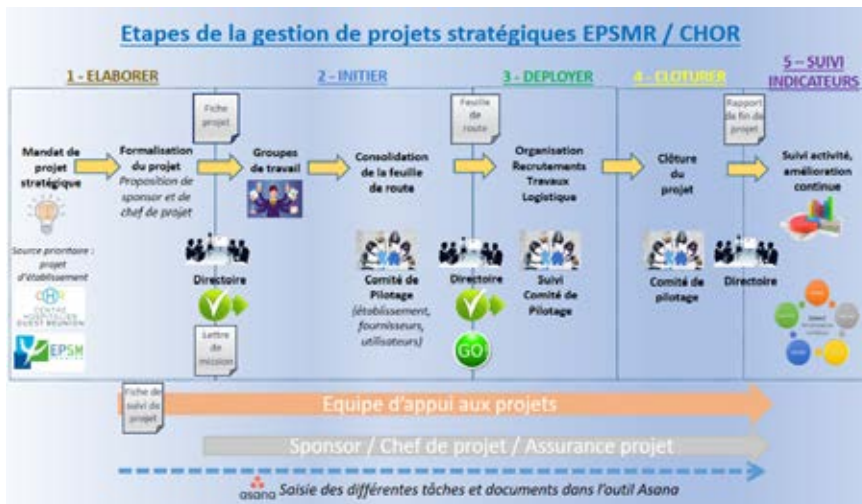 Etapes de la gestion de projets stratégiques EPSMR / CHOR
1 - ELABORER
2 - INITIER
3 - DEPLOYER
4 - CLOTURER
5 – SUIVI
INDICATEURS
Fiche
projet
Feuille
de
route
Rapport
de fin de
projet
Mandat de
projet
stratégique
Formalisation
du projet
Proposition de
sponsor et de
chef de projet
Groupes
de travail
Consolidation
de la feuille
de route
Organisation
Recrutements
Travaux
Logistique
Clôture
du
projet
Suivi activité,
amélioration
continue
Source prioritaire :
projet
d'établissement
CENTRE
HOSPITALIER
OUEST REUNION
EPSM
Directoire
Lettre
de
mission
Comité de
Pilotage
(établissement,
fournisseurs,
utilisateurs)
Directoire
GO
Suivi
Comité de
Pilotage
Comité de
pilotage
Directoire
Fiche de
suivi de
projet
Equipe d'appui aux projets
Sponsor / Chef de projet / Assurance projet
asana Saisie des différentes tâches et documents dans l'outil Asana